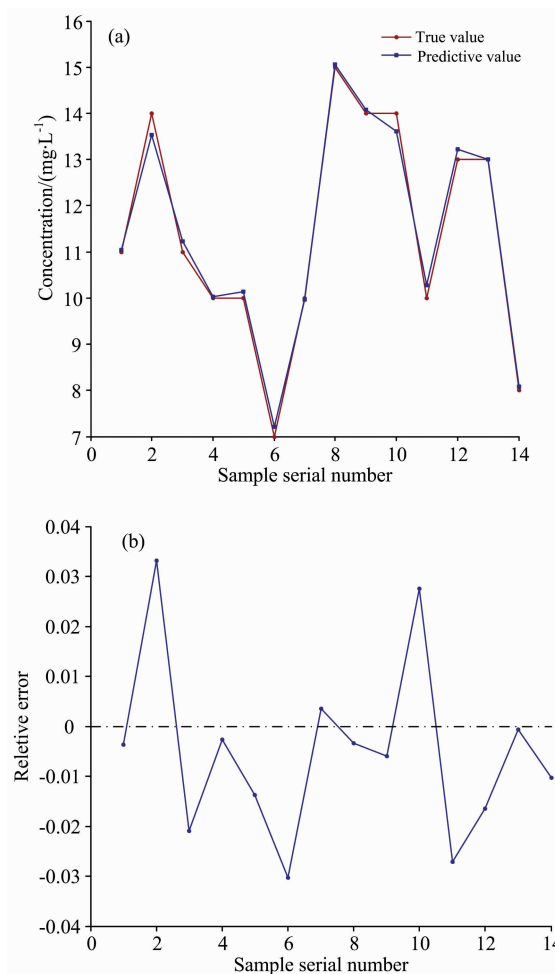 (a)
True value
Predictive value
16
15
14
13
12
11
10
9
8
7
Concentration/(mg·L⁻¹)
0 2 4 6 8 10 12 14
Sample serial number
(b)
0.04
0.03
0.02
0.01
0
-0.01
-0.02
-0.03
-0.04
Reletive error
0 2 4 6 8 10 12 14
Sample serial number